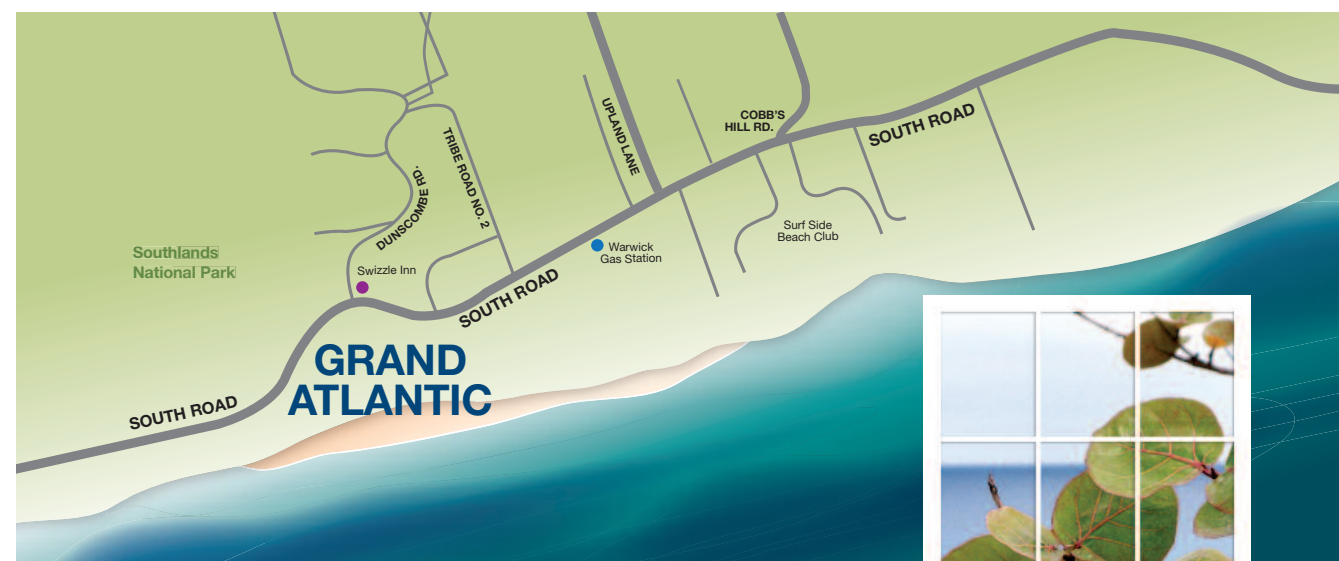 COBB'S
HILL RD.
SOUTH ROAD
UPLAND LANE
TRIBE ROAD NO. 2
DUNSCOMBE RD.
Surf Side
Beach Club
Southlands
National Park
Swizzle Inn
Warwick
Gas Station
SOUTH ROAD
GRAND
ATLANTIC
SOUTH ROAD